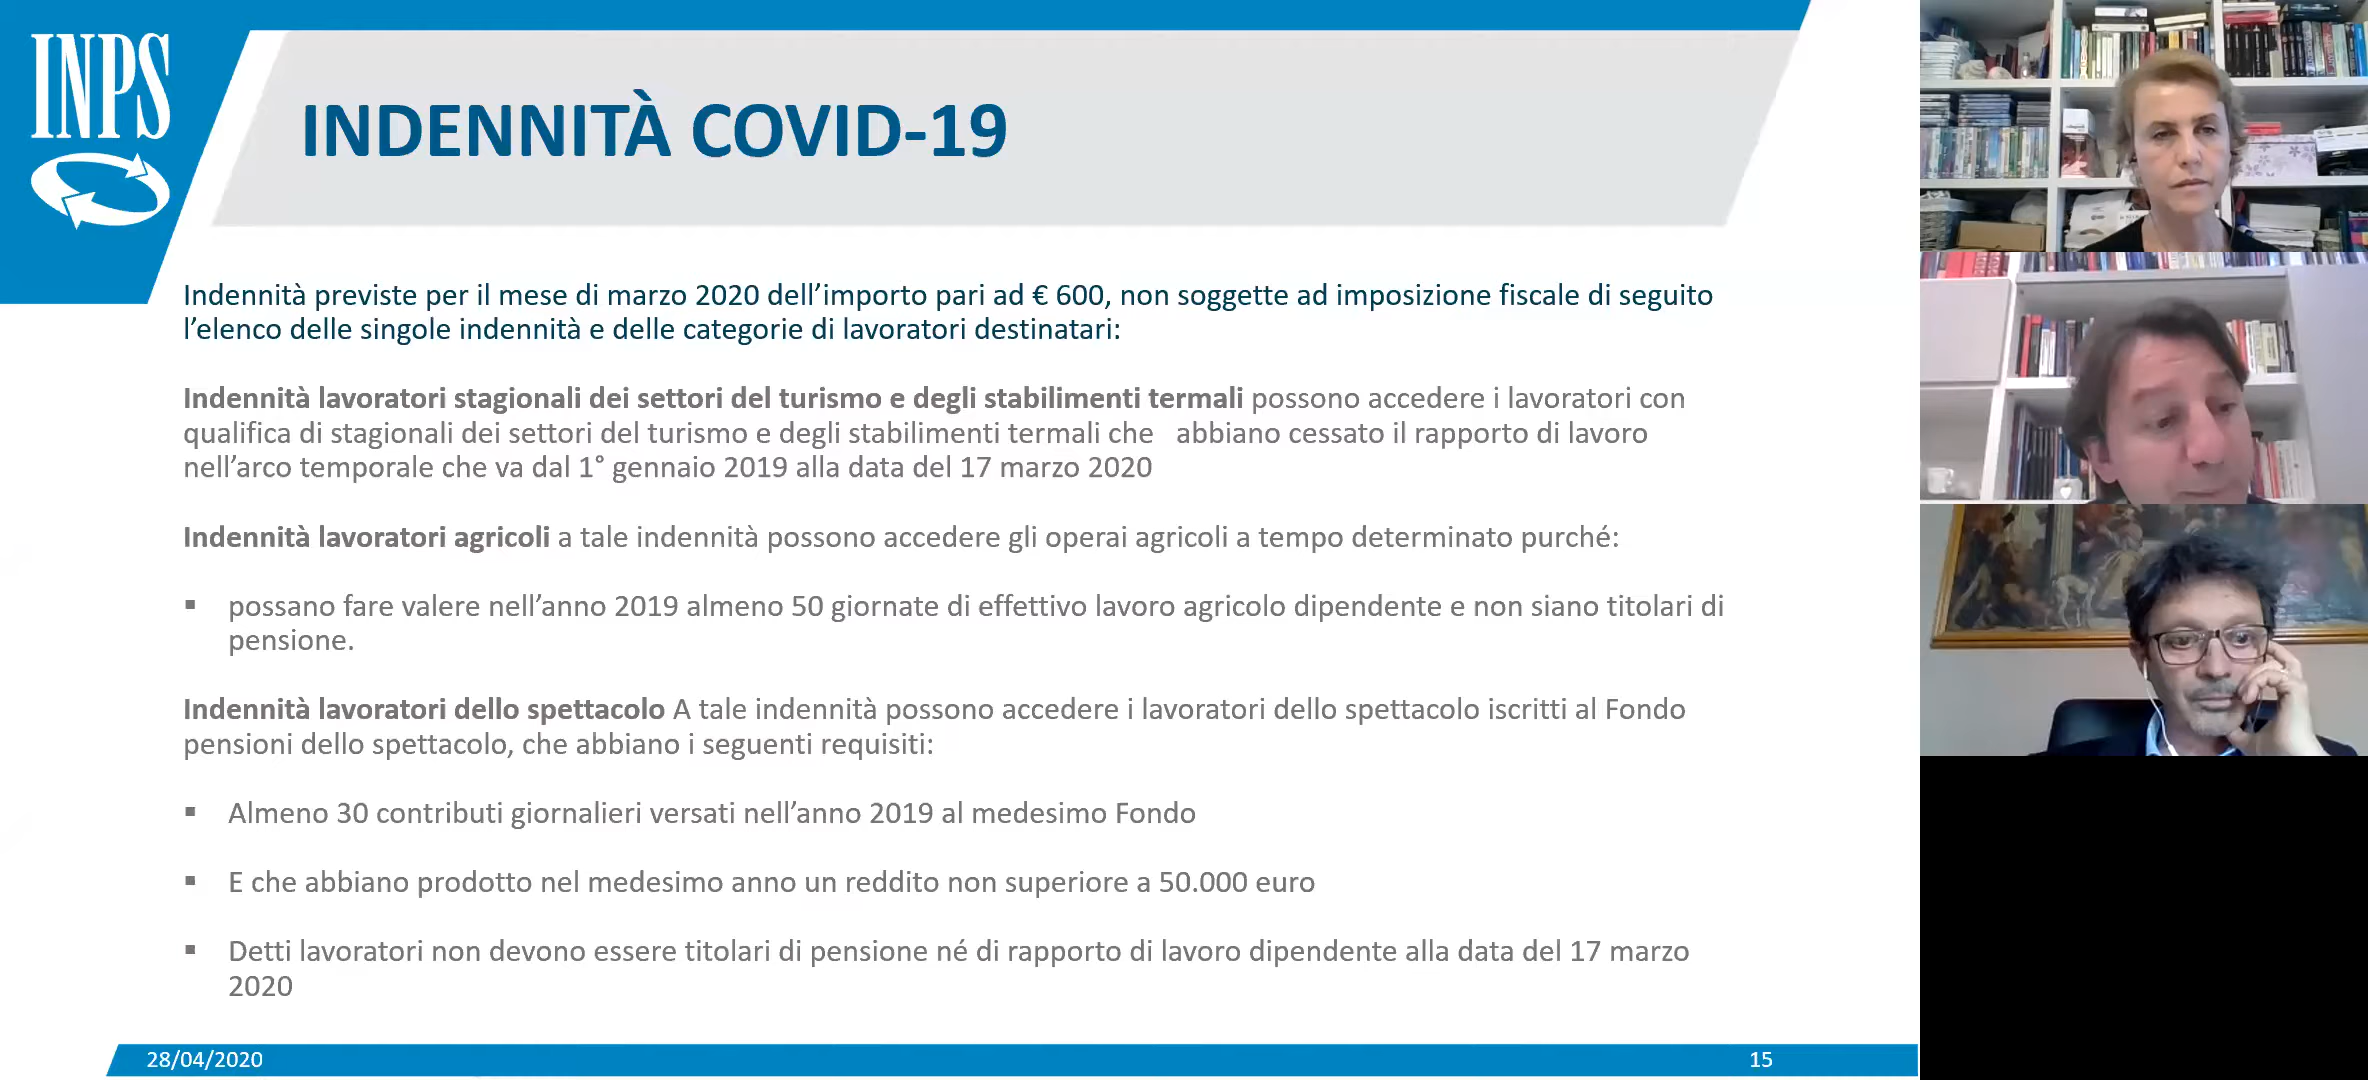 INPS
INDENNITÀ COVID-19
Indennità previste per il mese di marzo 2020 dell’importo pari ad € 600, non soggette ad imposizione fiscale di seguito
l’elenco delle singole indennità e delle categorie di lavoratori destinatari:
Indennità lavoratori stagionali dei settori del turismo e degli stabilimenti termali possono accedere i lavoratori con
qualifica di stagionali dei settori del turismo e degli stabilimenti termali che abbiano cessato il rapporto di lavoro
nell’arco temporale che va dal 1° gennaio 2019 alla data del 17 marzo 2020
Indennità lavoratori agricoli a tale indennità possono accedere gli operai agricoli a tempo determinato purché:
▪ possano fare valere nell’anno 2019 almeno 50 giornate di effettivo lavoro agricolo dipendente e non siano titolari di
pensione.
Indennità lavoratori dello spettacolo A tale indennità possono accedere i lavoratori dello spettacolo iscritti al Fondo
pensioni dello spettacolo, che abbiano i seguenti requisiti:
▪ Almeno 30 contributi giornalieri versati nell’anno 2019 al medesimo Fondo
▪ E che abbiano prodotto nel medesimo anno un reddito non superiore a 50.000 euro
▪ Detti lavoratori non devono essere titolari di pensione né di rapporto di lavoro dipendente alla data del 17 marzo
2020
28/04/2020
15